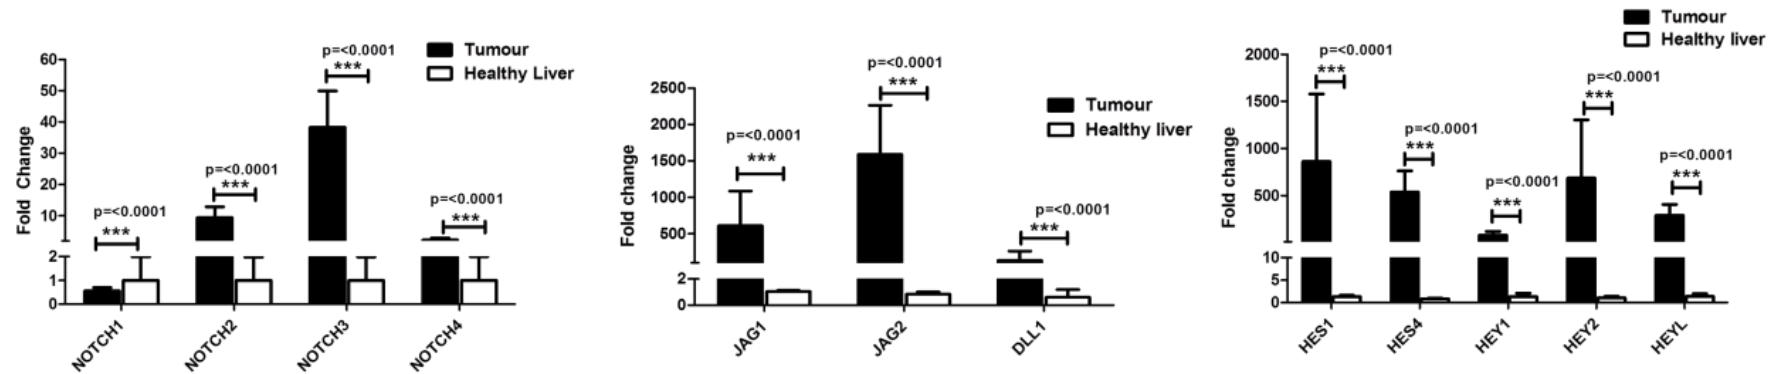 Fold Change
60
50
40
30
20
10
2
1
0
p=<0.0001
***
p=<0.0001
***
p=<0.0001
***
p=<0.0001
***
Tumour
Healthy Liver
NOTCH1
NOTCH2
NOTCH3
NOTCH4
Fold change
2500
2000
1500
1000
500
2
0
p=<0.0001
***
p=<0.0001
***
p=<0.0001
***
Tumour
Healthy liver
JAG1
JAG2
DLL1
Fold change
2000
1500
1000
500
10
5
0
p=<0.0001
***
p=<0.0001
***
p=<0.0001
***
p=<0.0001
***
p=<0.0001
***
Tumour
Healthy liver
HES1
HES4
HEY1
HEY2
HEYL